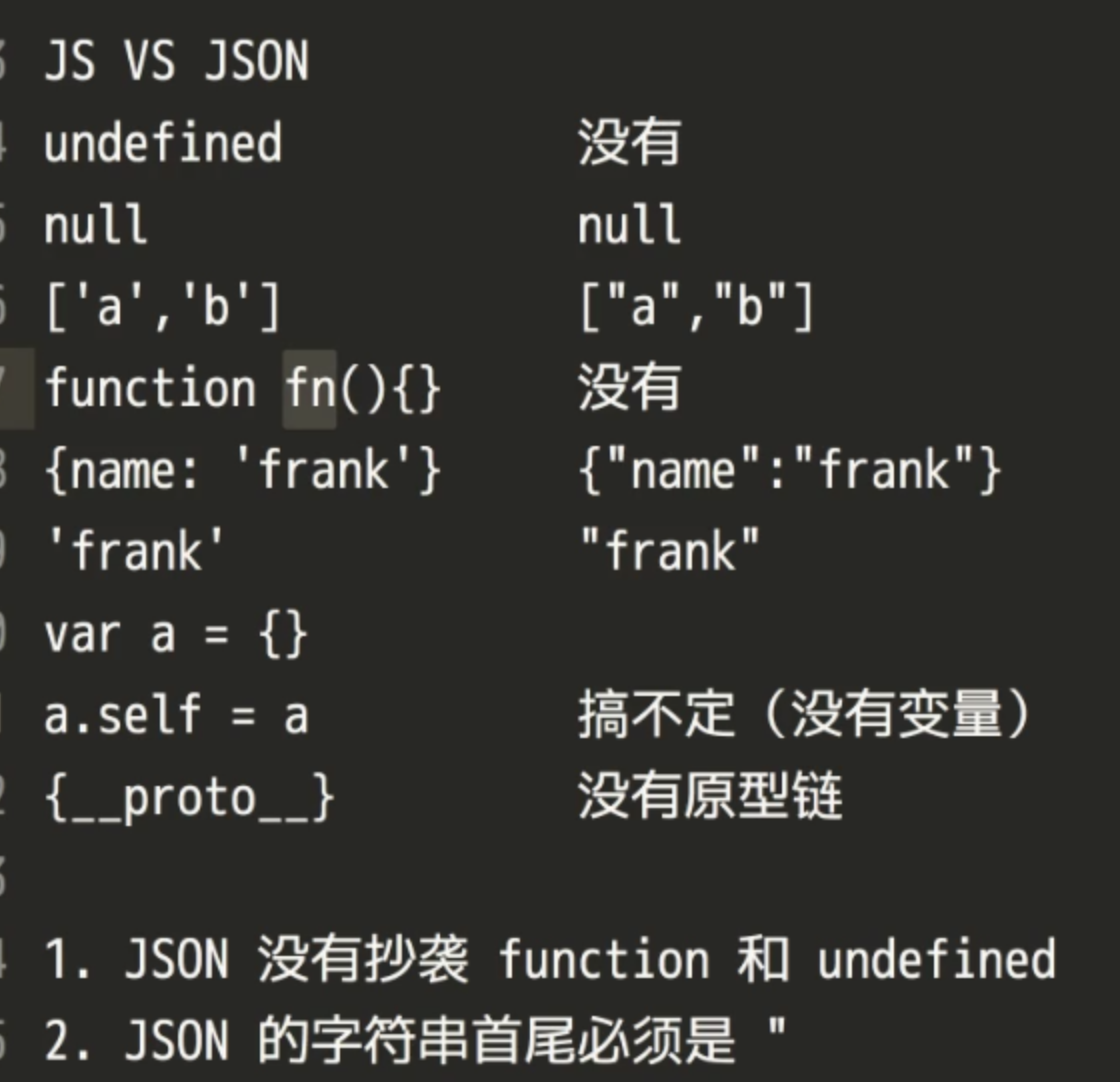 JS VS JSON
undefined 没有
null null
['a','b'] ["a","b"]
function fn(){} 没有
{name: 'frank'} {"name":"frank"}
'frank' "frank"
var a = {}
a.self = a 搞不定（没有变量）
{__proto__} 没有原型链
1. JSON 没有抄袭 function 和 undefined
2. JSON 的字符串首尾必须是 "